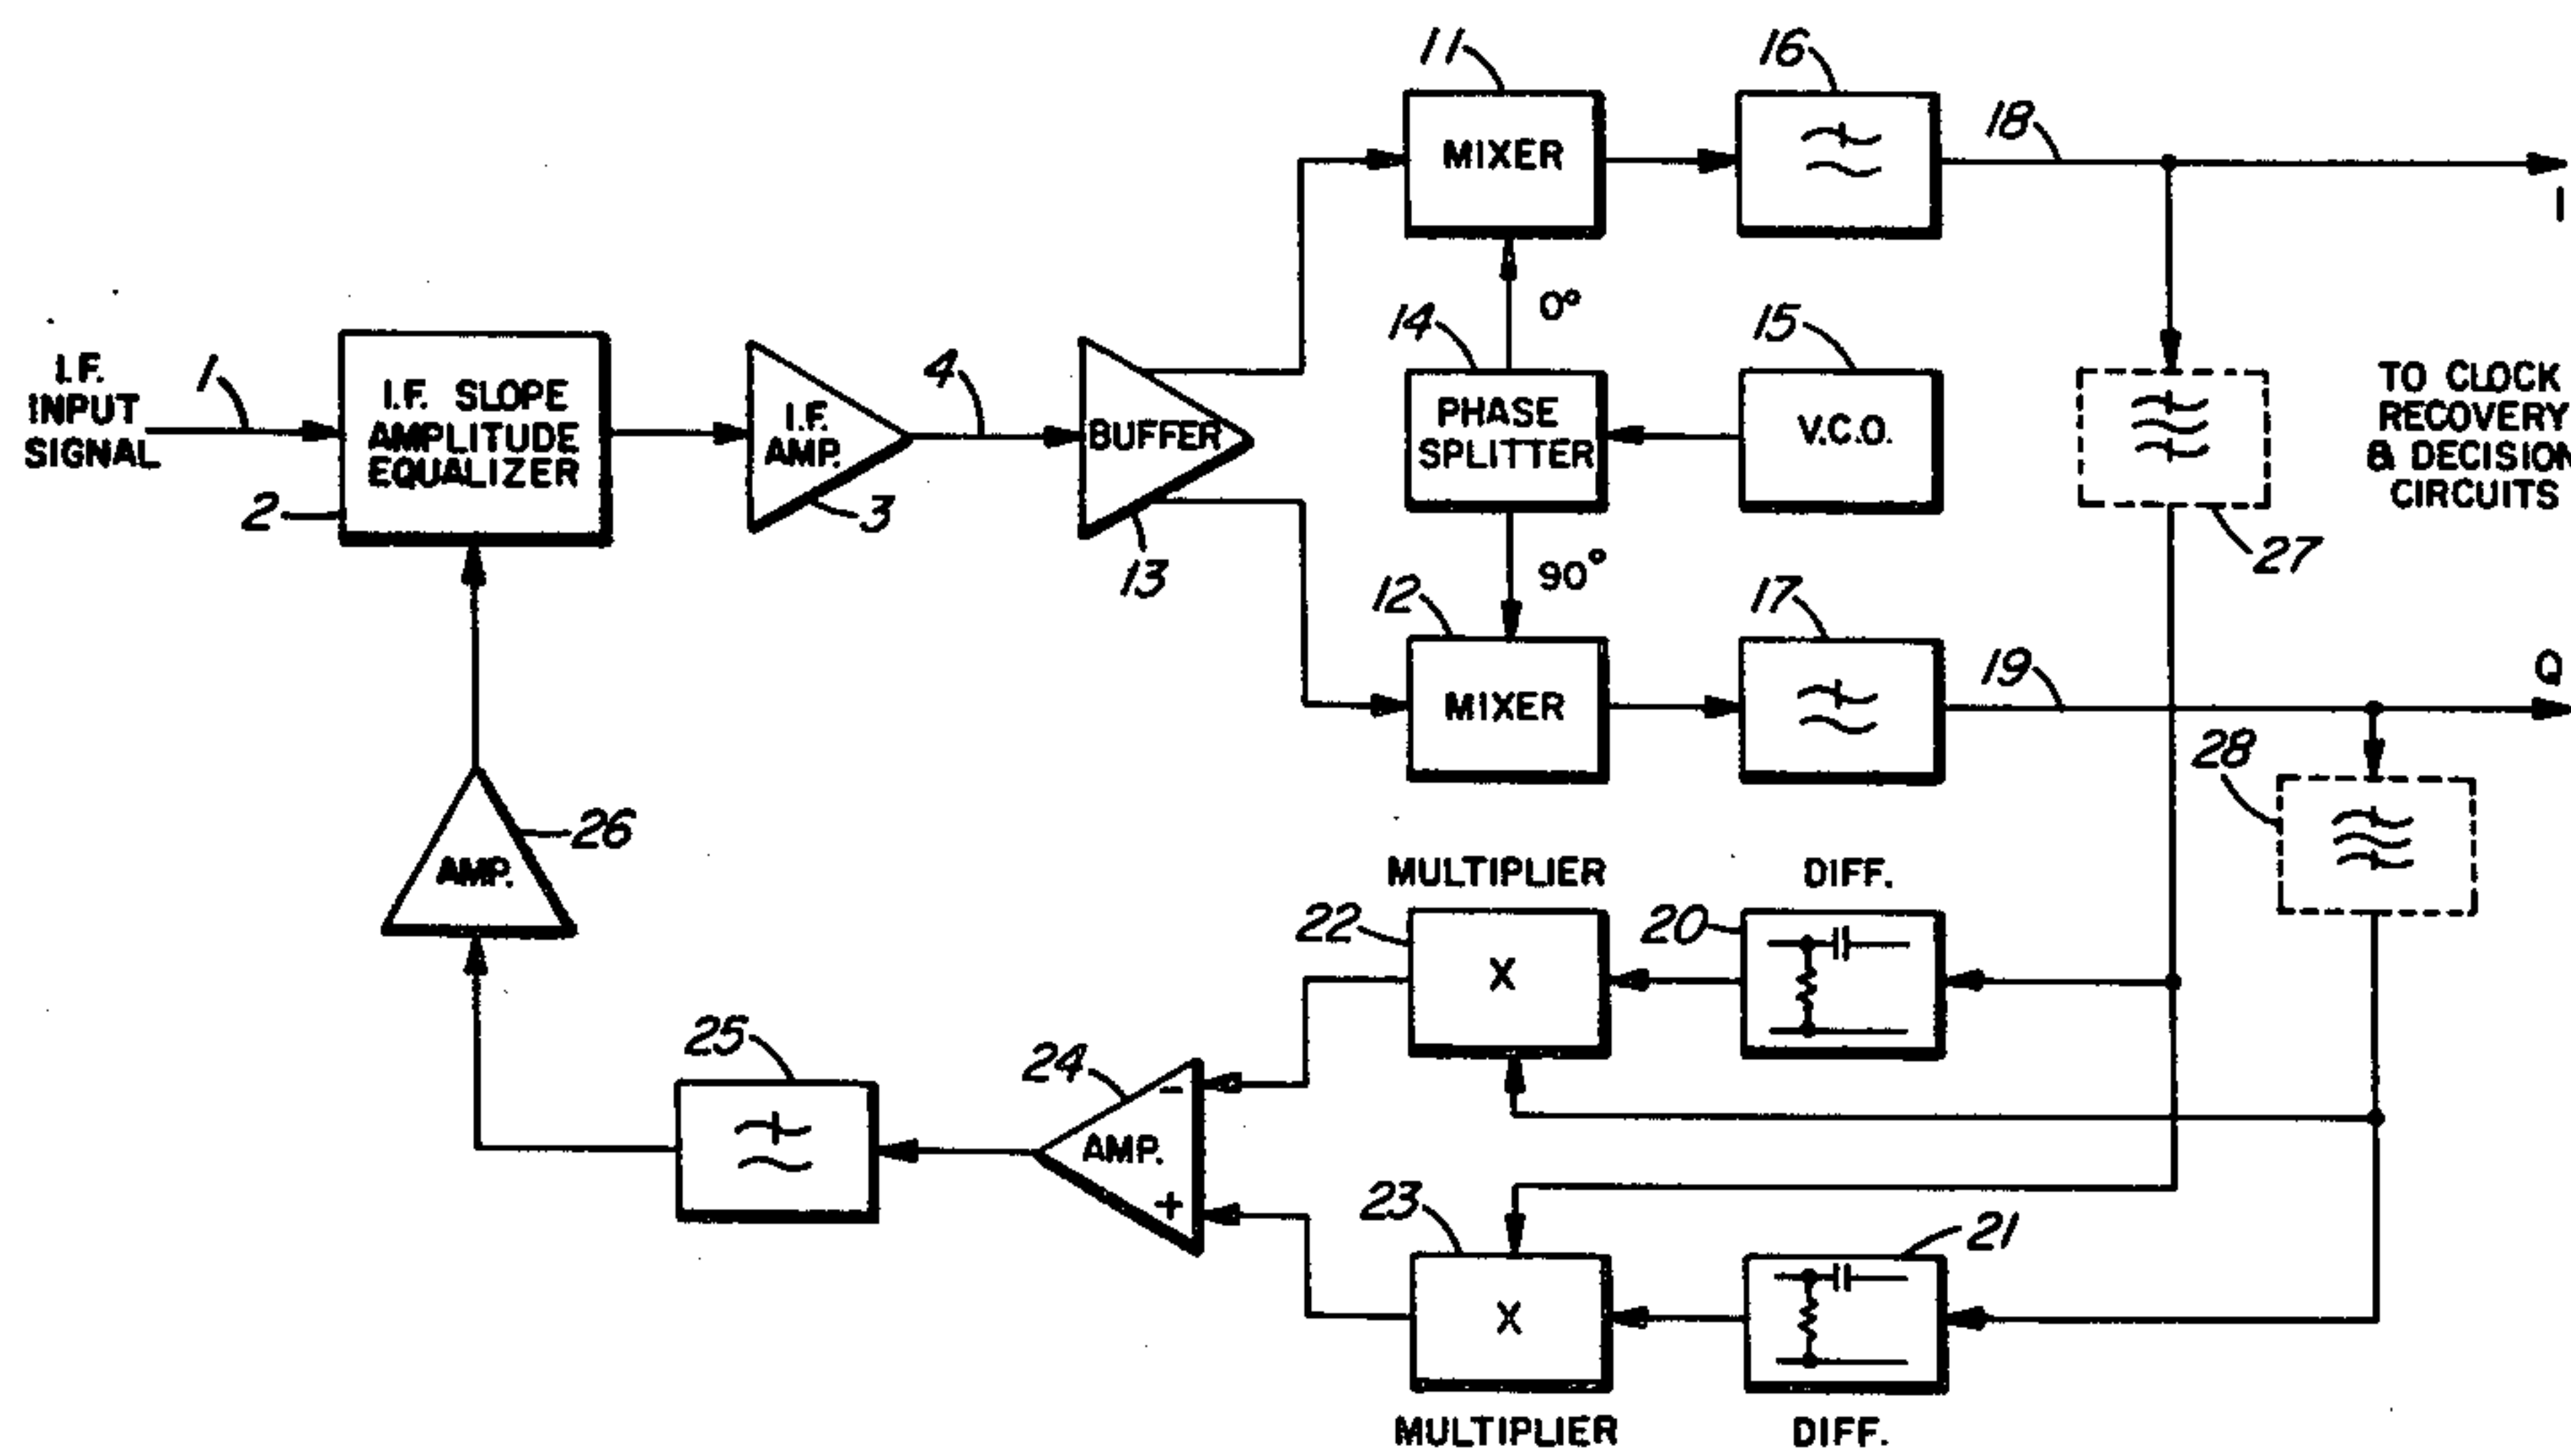 11
16
18
MIXER
I
0°
14
15
I.F.
INPUT
SIGNAL
1
I.F. SLOPE
AMPLITUDE
EQUALIZER
2
I.F.
AMP.
3
4
BUFFER
13
PHASE
SPLITTER
V.C.O.
TO CLOCK
RECOVERY
& DECISION
CIRCUITS
27
90°
12
17
19
Q
MIXER
28
26
AMP.
MULTIPLIER
DIFF.
22
20
X
25
24
-
AMP.
+
23
21
X
MULTIPLIER
DIFF.